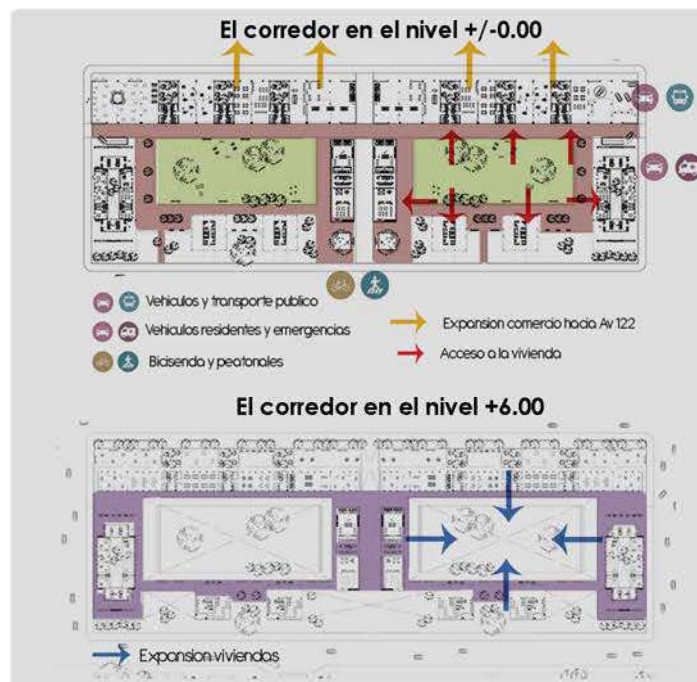 El corredor en el nivel +/-0.00
Vehiculos y transporte publico
Vehiculos residentes y emergencias
Bicisenda y peatonales
Expansion comercio hacia Av 122
Acceso a la vivienda
El corredor en el nivel +6.00
Expansion viviendas